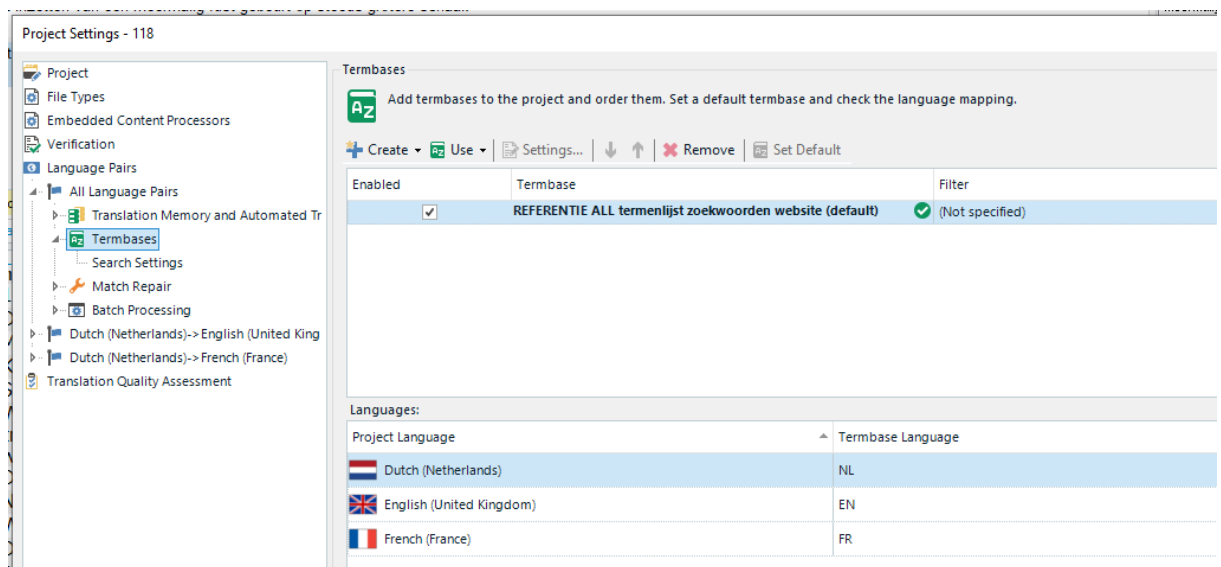 Project Settings - 118
Project
File Types
Embedded Content Processors
Verification
Language Pairs
All Language Pairs
Translation Memory and Automated Tr
Termbases
Search Settings
Match Repair
Batch Processing
Dutch (Netherlands)->English (United King
Dutch (Netherlands)->French (France)
Translation Quality Assessment
Termbases
Add termbases to the project and order them. Set a default termbase and check the language mapping.
Create Use Settings... Remove Set Default
Enabled Termbase Filter
REFERENTIE ALL termenlijst zoekwoorden website (default) (Not specified)
Languages:
Project Language Termbase Language
Dutch (Netherlands) NL
English (United Kingdom) EN
French (France) FR